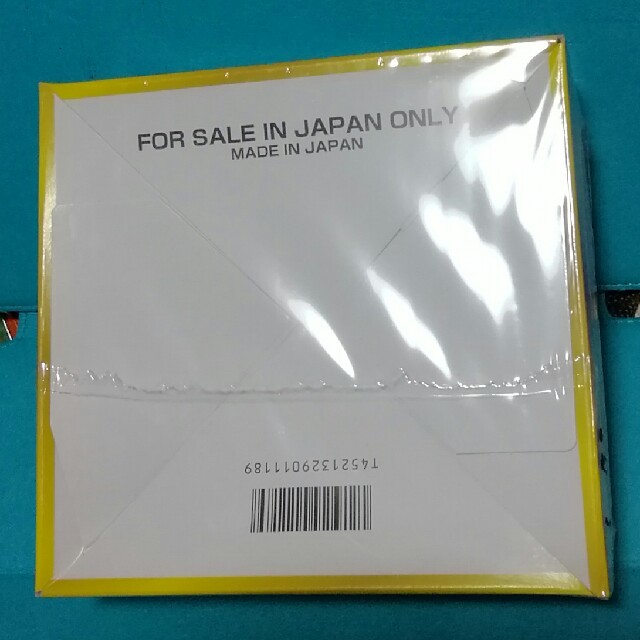 FOR SALE IN JAPAN ONLY
MADE IN JAPAN
T4521329011189